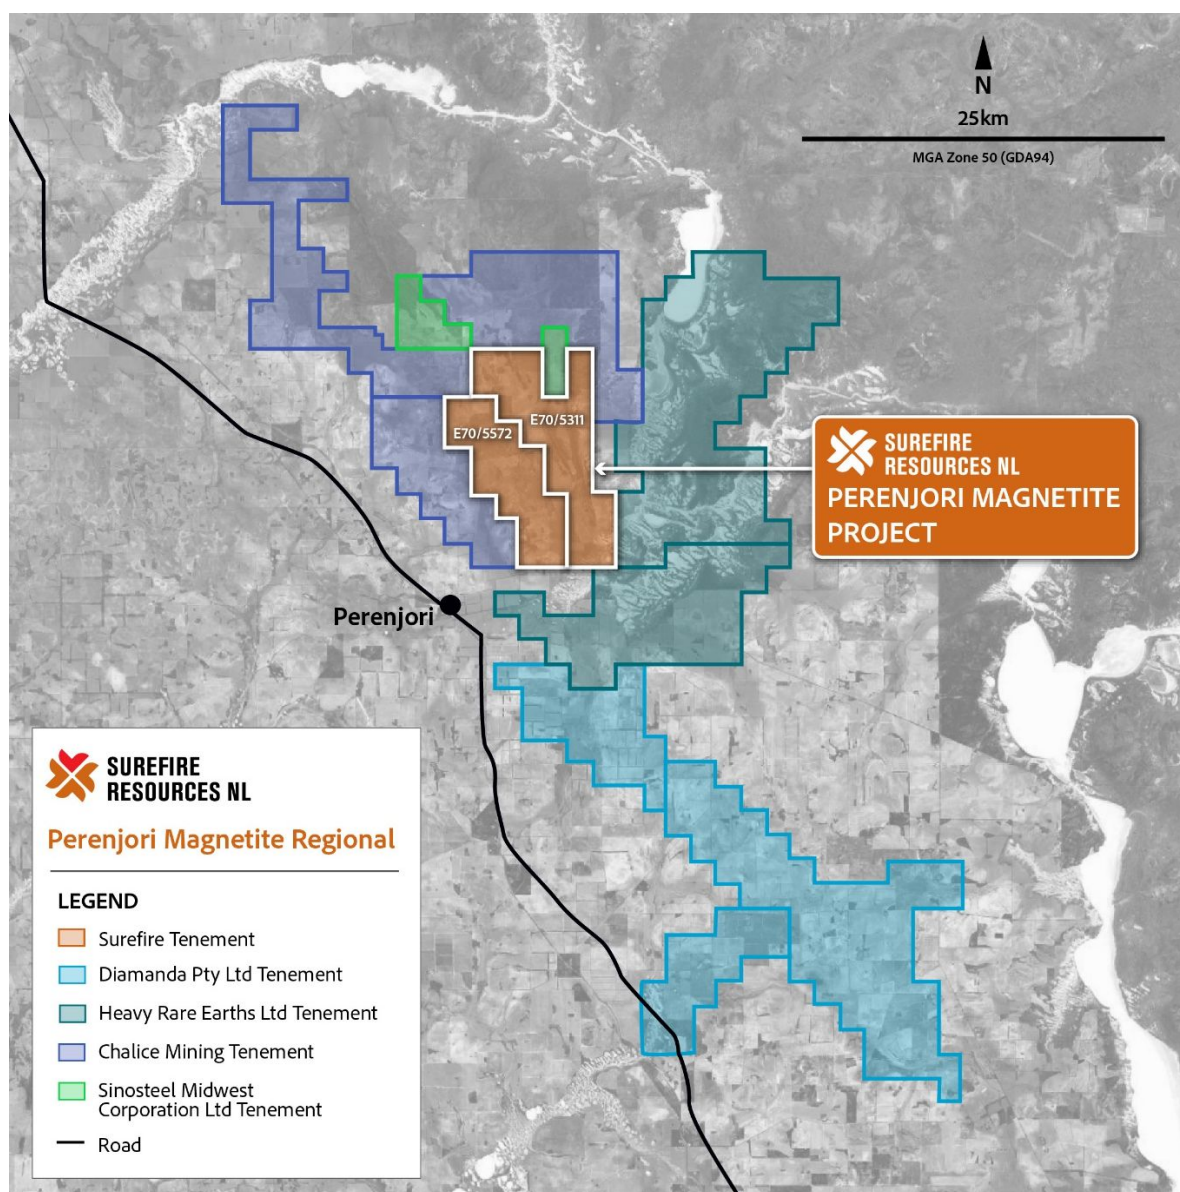 N
25km
MGA Zone 50 (GDA94)
E70/5572
E70/5311
SUREFIRE
RESOURCES NL
PERENJORI MAGNETITE
PROJECT
Perenjori
SUREFIRE
RESOURCES NL
Perenjori Magnetite Regional
LEGEND
Surefire Tenement
Diamanda Pty Ltd Tenement
Heavy Rare Earths Ltd Tenement
Chalice Mining Tenement
Sinosteel Midwest
Corporation Ltd Tenement
Road